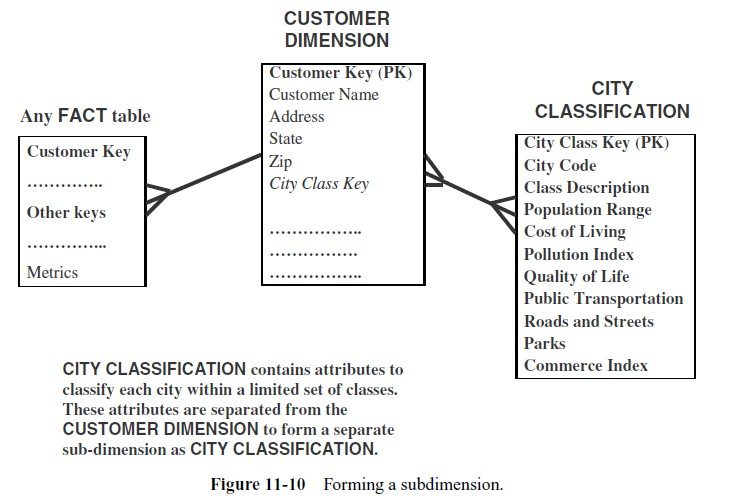 CUSTOMER
DIMENSION
Customer Key (PK)
Customer Name
Address
State
Zip
City Class Key
................
...............
................
Any FACT table
Customer Key
..............
Other keys
...............
Metrics
CITY
CLASSIFICATION
City Class Key (PK)
City Code
Class Description
Population Range
Cost of Living
Pollution Index
Quality of Life
Public Transportation
Roads and Streets
Parks
Commerce Index
CITY CLASSIFICATION contains attributes to
classify each city within a limited set of classes.
These attributes are separated from the
CUSTOMER DIMENSION to form a separate
sub-dimension as CITY CLASSIFICATION.
Figure 11-10 Forming a subdimension.